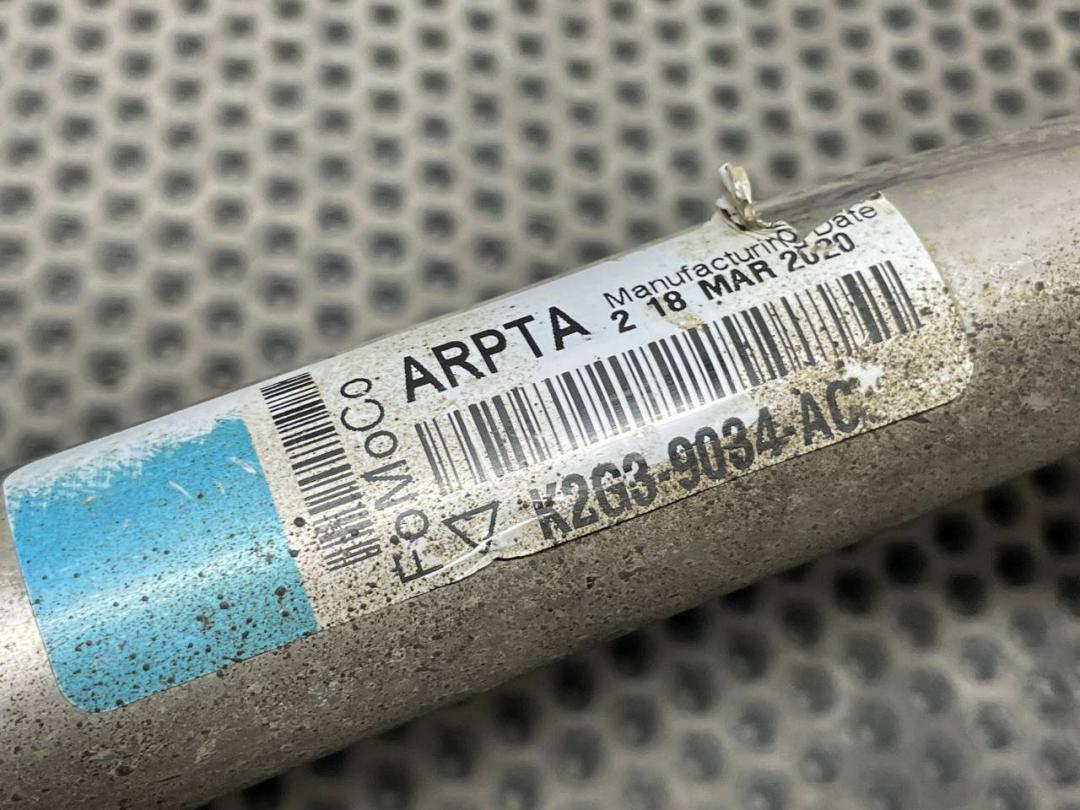 FoMoCo
ARPTA
Manufacturing Date
2 18 MAR 2020
K2G3-9034-AC